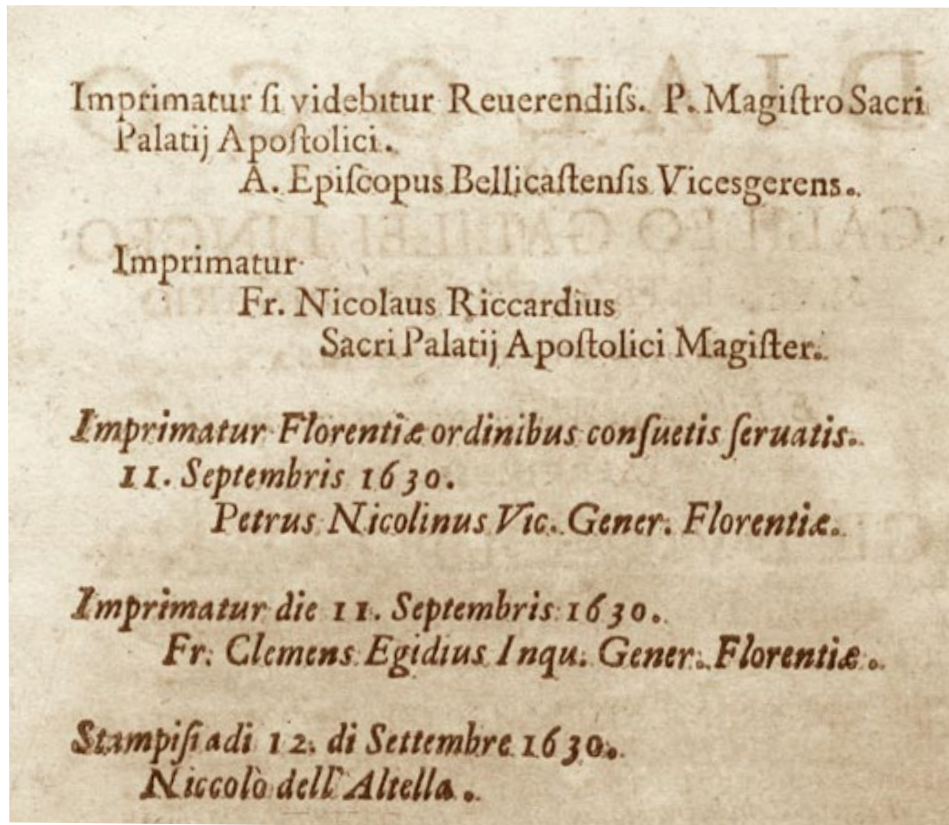 Imprimatur ſi videbitur Reuerendiſs. P. Magiſtro Sacri
Palatij Apoſtolici.
A. Epiſcopus Bellicaſtenſis Vicesgerens.
Imprimatur
Fr. Nicolaus Riccardius
Sacri Palatij Apoſtolici Magiſter.
Imprimatur Florentiæ ordinibus conſuetis ſeruatis.
11. Septembris 1630.
Petrus Nicolinus Vic. Gener. Florentiæ.
Imprimatur die 11. Septembris 1630.
Fr. Clemens Egidius Inqu. Gener. Florentiæ.
Stampiſi adi 12. di Settembre 1630.
Niccolò dell'Altella.